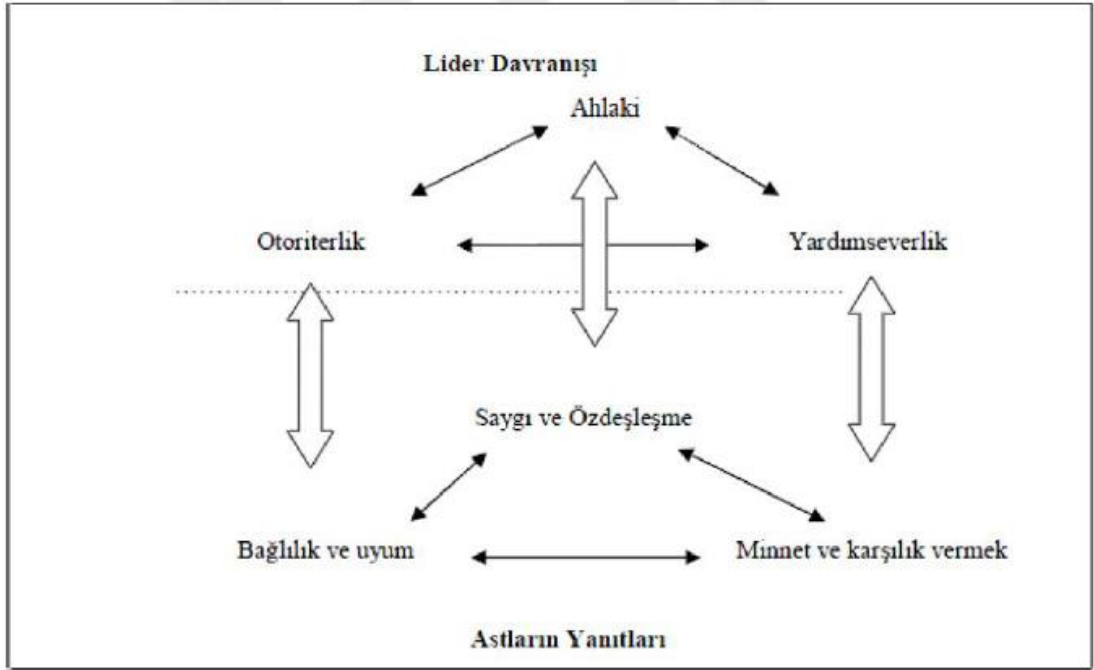 Lider Davranışı
Ahlaki
Otoriterlik
Yardımseverlik
Saygı ve Özdeşleşme
Bağlılık ve uyum
Minnet ve karşılık vermek
Astların Yanıtları